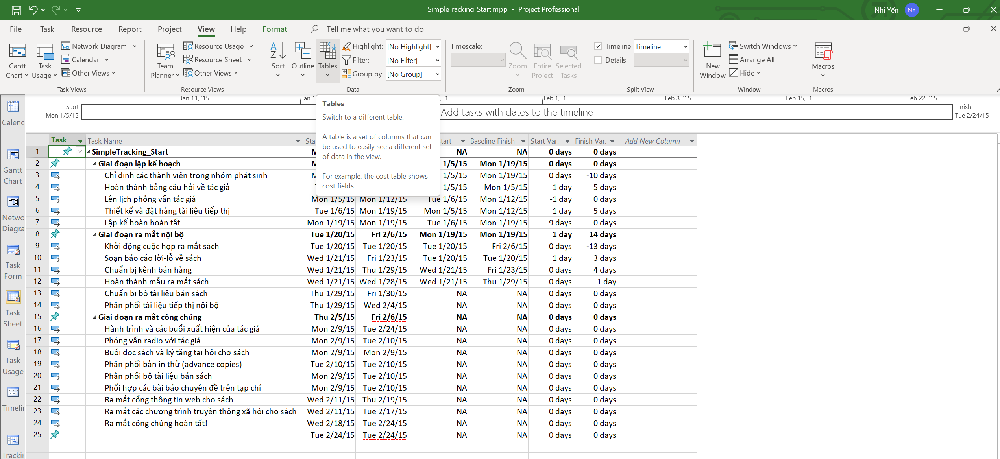 SimpleTracking_Start.mpp - Project Professional
Nhi Yến NY
File Task Resource Report Project View Help Format Tell me what you want to do
Gantt Chart
Task Usage
Network Diagram
Calendar
Other Views
Task Views
Team Planner
Resource Usage
Resource Sheet
Other Views
Resource Views
Sort
Outline
Tables
Highlight: [No Highlight]
Filter: [No Filter]
Group by: [No Group]
Data
Timescale:
Zoom
Entire Project
Selected Tasks
Zoom
Timeline Timeline
Details
Split View
New Window
Switch Windows
Arrange All
Hide
Window
Macros
Macros
Jan 11, '15 Jan 1 , '15 Feb 1, '15 Feb 8, '15 Feb 15, '15 Feb 22, '15
Start
Mon 1/5/15
Add tasks with dates to the timeline
Finish
Tue 2/24/15
Tables
Switch to a different table.
A table is a set of columns that can
be used to easily see a different set
of data in the view.
For example, the cost table shows
cost fields.
Calenc
Gantt
Chart
Netwo
Diagra
Task
Form
Task
Sheet
Task
Usage
Timelin
Trackin
Task Task Name Sta tart Baseline Finish Start Var. Finish Var. Add New Column
1 SimpleTracking_Start NA NA 0 days 0 days
2 Giai đoạn lập kế hoạch 1/5/15 Mon 1/19/15 0 days 0 days
3 Chỉ định các thành viên trong nhóm phát sinh 1/5/15 Mon 1/19/15 0 days -10 days
4 Hoàn thành bảng câu hỏi về tác giả 1/5/15 Mon 1/5/15 1 day 5 days
5 Lên lịch phỏng vấn tác giả Mon 1/5/15 Mon 1/12/15 Tue 1/6/15 Mon 1/12/15 -1 day 0 days
6 Thiết kế và đặt hàng tài liệu tiếp thị Tue 1/6/15 Mon 1/19/15 Mon 1/5/15 Mon 1/12/15 1 day 5 days
7 Lập kế hoàn hoàn tất Mon 1/19/15 Mon 1/19/15 Tue 1/6/15 Mon 1/19/15 9 days 0 days
8 Giai đoạn ra mắt nội bộ Tue 1/20/15 Fri 2/6/15 Mon 1/19/15 Mon 1/19/15 1 day 14 days
9 Khởi động cuộc họp ra mắt sách Tue 1/20/15 Tue 1/20/15 Tue 1/20/15 Fri 2/6/15 0 days -13 days
10 Soạn báo cáo lời-lỗ về sách Wed 1/21/15 Fri 1/23/15 Tue 1/20/15 Tue 1/20/15 1 day 3 days
11 Chuẩn bị kênh bán hàng Wed 1/21/15 Thu 1/29/15 Wed 1/21/15 Fri 1/23/15 0 days 4 days
12 Hoàn thành mẫu ra mắt sách Wed 1/21/15 Wed 1/28/15 Wed 1/21/15 Thu 1/29/15 0 days -1 day
13 Chuẩn bị bộ tài liệu bán sách Thu 1/29/15 Fri 1/30/15 NA NA 0 days 0 days
14 Phân phối tài liệu tiếp thị nội bộ Thu 1/29/15 Wed 2/4/15 NA NA 0 days 0 days
15 Giai đoạn ra mắt công chúng Thu 2/5/15 Fri 2/6/15 NA NA 0 days 0 days
16 Hành trình và các buổi xuất hiện của tác giả Mon 2/9/15 Tue 2/24/15 NA NA 0 days 0 days
17 Phỏng vấn radio với tác giả Mon 2/9/15 Tue 2/10/15 NA NA 0 days 0 days
18 Buổi đọc sách và ký tặng tại hội chợ sách Mon 2/9/15 Mon 2/9/15 NA NA 0 days 0 days
19 Phân phối bản in thử (advance copies) Tue 2/10/15 Tue 2/10/15 NA NA 0 days 0 days
20 Phân phối bộ tài liệu bán sách Mon 2/9/15 Tue 2/10/15 NA NA 0 days 0 days
21 Phối hợp các bài báo chuyên đề trên tạp chí Mon 2/9/15 Tue 2/10/15 NA NA 0 days 0 days
22 Ra mắt cổng thông tin web cho sách Wed 2/11/15 Thu 2/19/15 NA NA 0 days 0 days
23 Ra mắt các chương trình truyền thông xã hội cho sách Wed 2/11/15 Tue 2/17/15 NA NA 0 days 0 days
24 Ra mắt công chúng hoàn tất! Wed 2/18/15 Tue 2/24/15 NA NA 0 days 0 days
25 Tue 2/24/15 Tue 2/24/15 NA NA 0 days 0 days